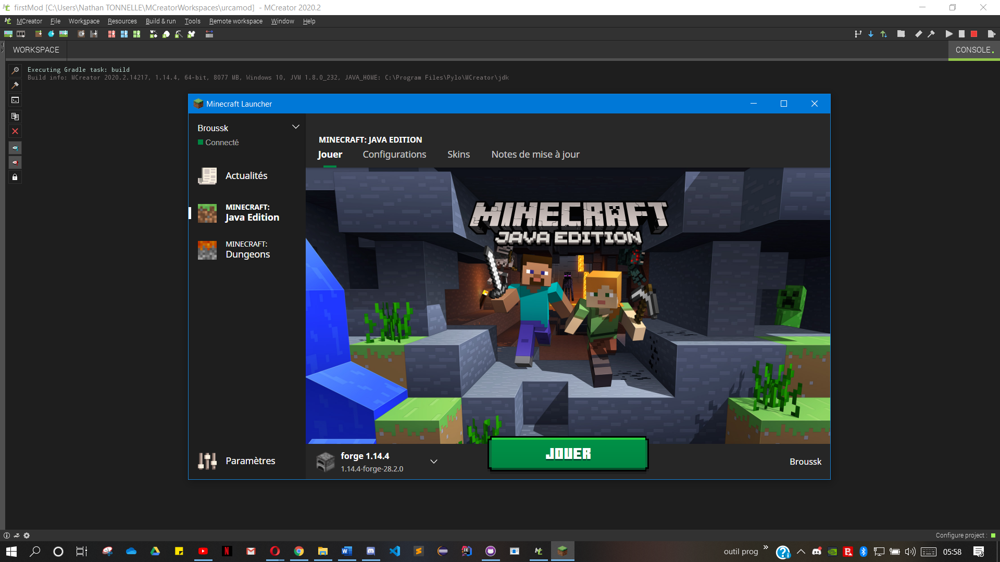 firstMod [C:\Users\Nathan TONNELLE\MCreatorWorkspaces\urcamod]  - MCreator 2020.2
MCreator File Workspace Resources Build & run Tools Remote workspace Window Help
WORKSPACE
CONSOLE
Executing Gradle task: build
Build info: MCreator 2020.2.14217, 1.14.4, 64-bit, 8077 MB, Windows 10, JVM 1.8.0_232, JAVA_HOME: C:\Program Files\Pylo\MCreator\jdk
Minecraft Launcher
Broussk
Connecté
Actualités
MINECRAFT:
Java Edition
MINECRAFT:
Dungeons
Paramètres
MINECRAFT: JAVA EDITION
Jouer Configurations Skins Notes de mise à jour
MINECRAFT
JAVA EDITION
forge 1.14.4
1.14.4-forge-28.2.0
JOUER
Broussk
Configure project :
outil prog
05:58